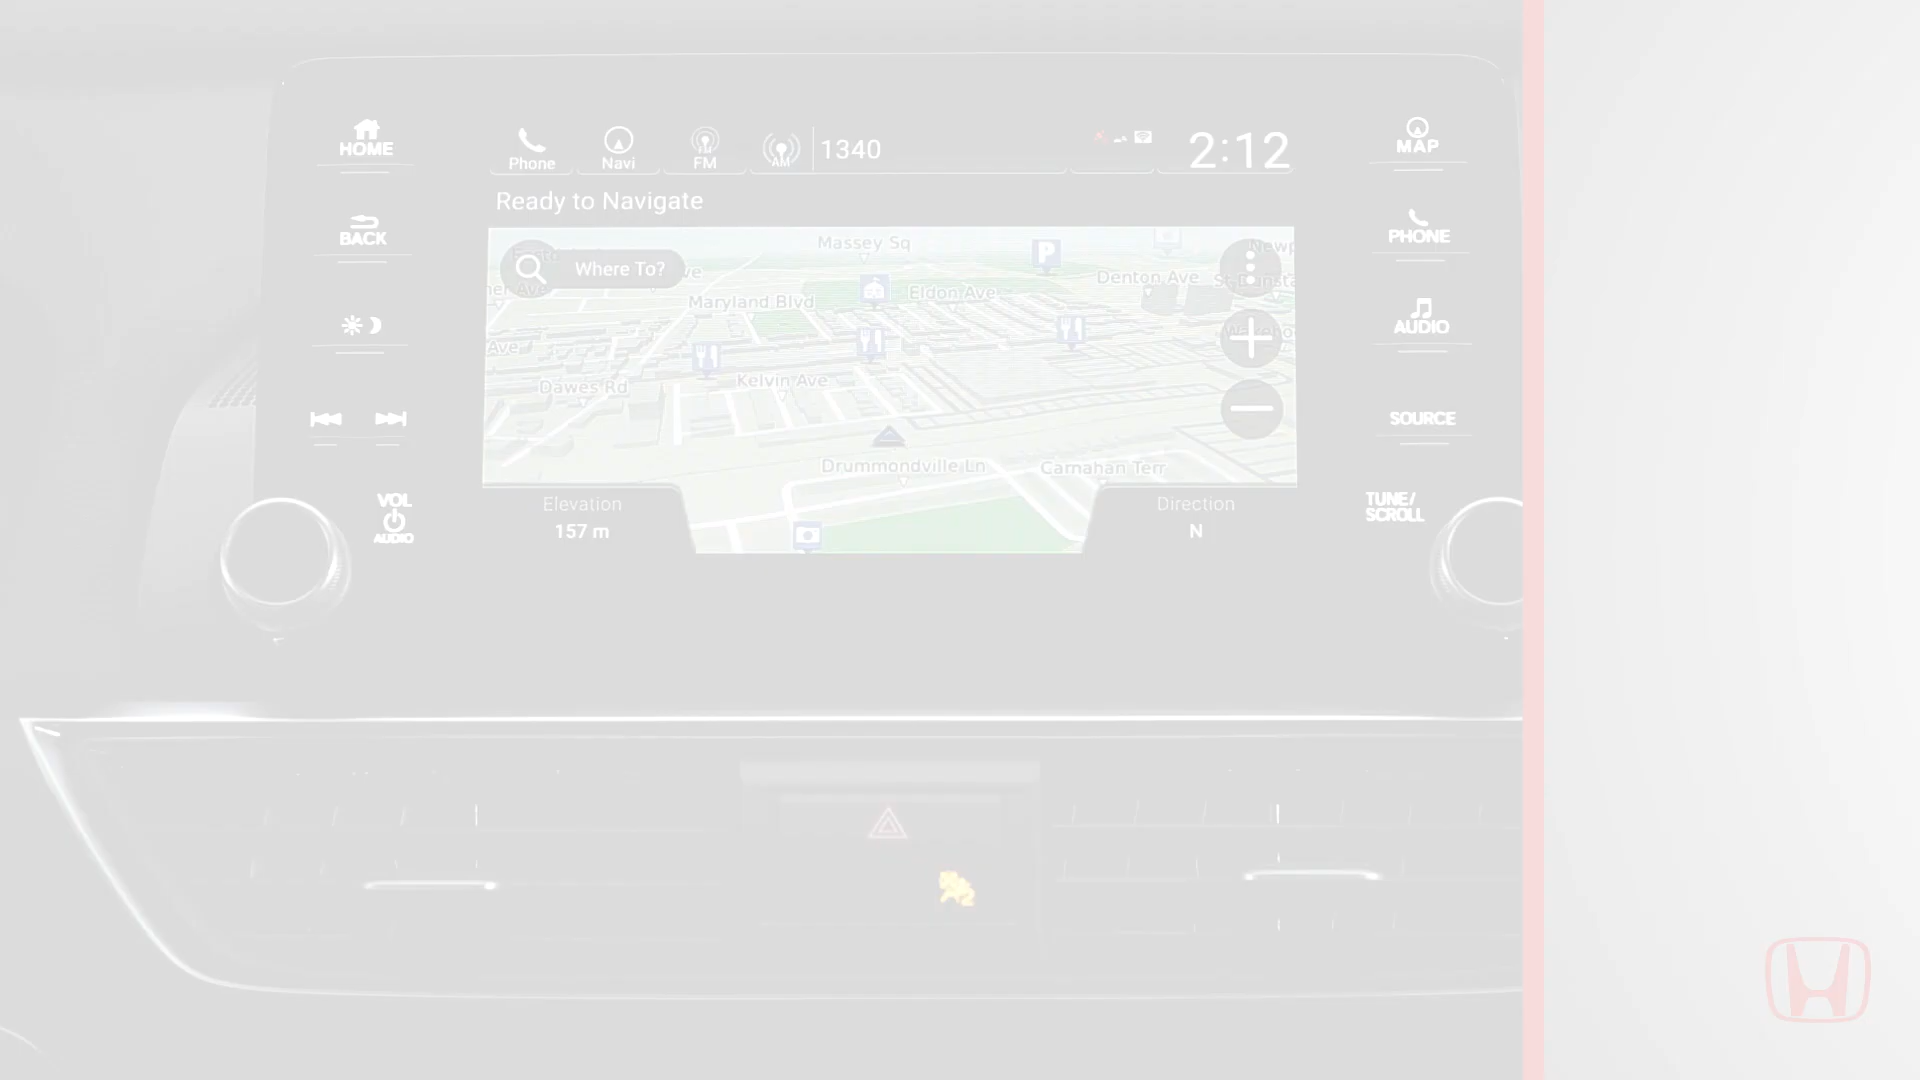 HOME
BACK
VOL
AUDIO
Phone
Navi
FM
AM
1340
2:12
Ready to Navigate
Where To?
Massey Sq
Denton Ave
Maryland Blvd
Eldon Ave
Ave
Dawes Rd
Kelvin Ave
Drummondville Ln
Carnahan Terr
P
Elevation
157 m
Direction
N
MAP
PHONE
AUDIO
SOURCE
TUNE/
SCROLL